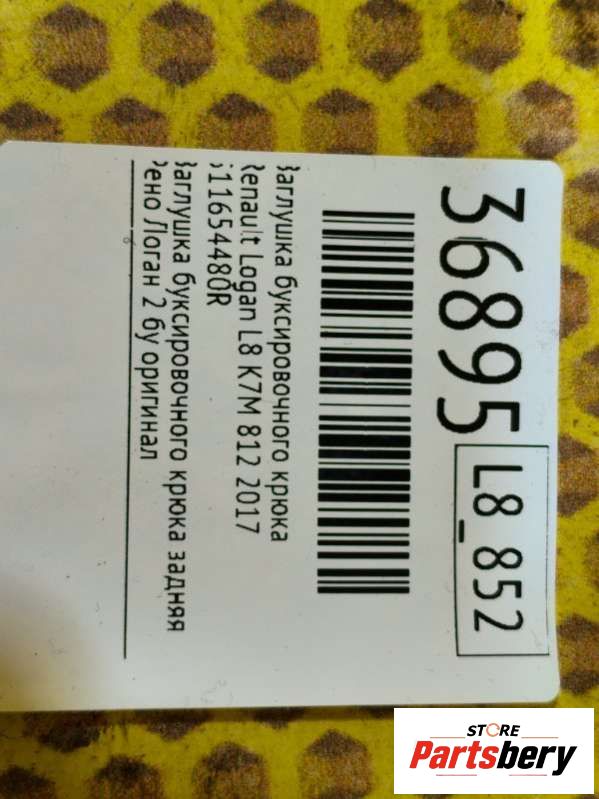 36895
L8_852
Заглушка буксировочного крюка
Renault Logan L8 K7M 812 2017
511654480R
Заглушка буксировочного крюка задняя
Рено Логан 2 бу оригинал
STORE
Partsbery